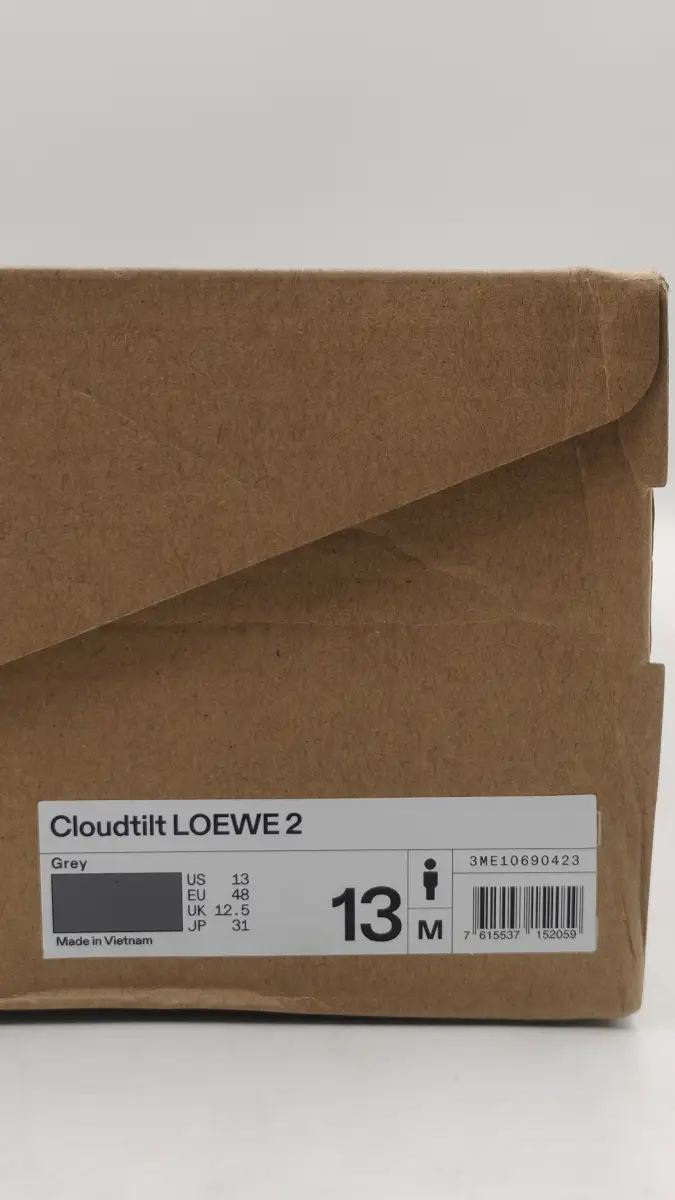 Cloudtilt LOEWE 2
Grey
US 13
EU 48
UK 12.5
JP 31
Made in Vietnam
13
M
3ME10690423
7 615537 152059